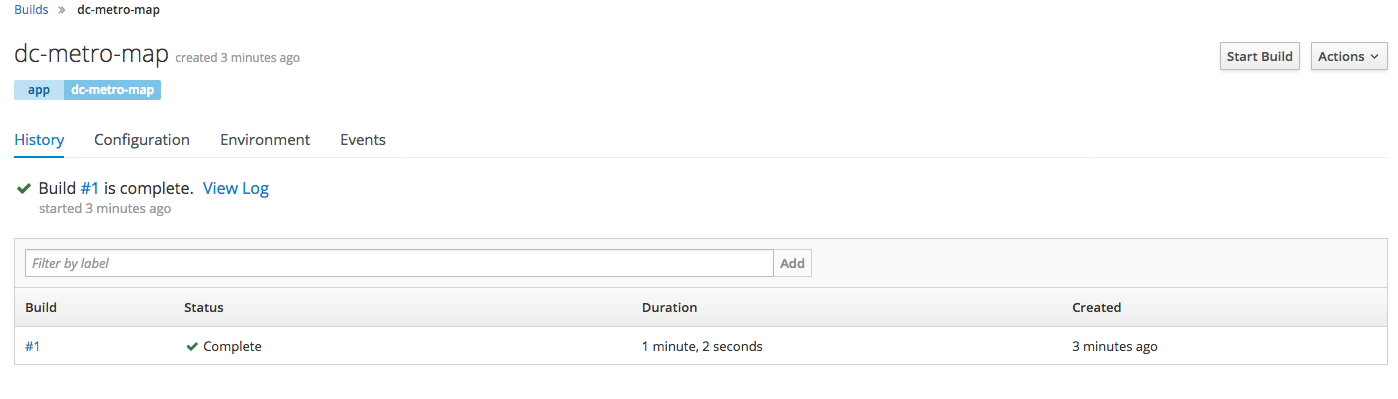 Builds » dc-metro-map
dc-metro-map created 3 minutes ago
Start Build Actions
app dc-metro-map
History Configuration Environment Events
Build #1 is complete. View Log
started 3 minutes ago
Filter by label Add
Build Status Duration Created
#1 Complete 1 minute, 2 seconds 3 minutes ago